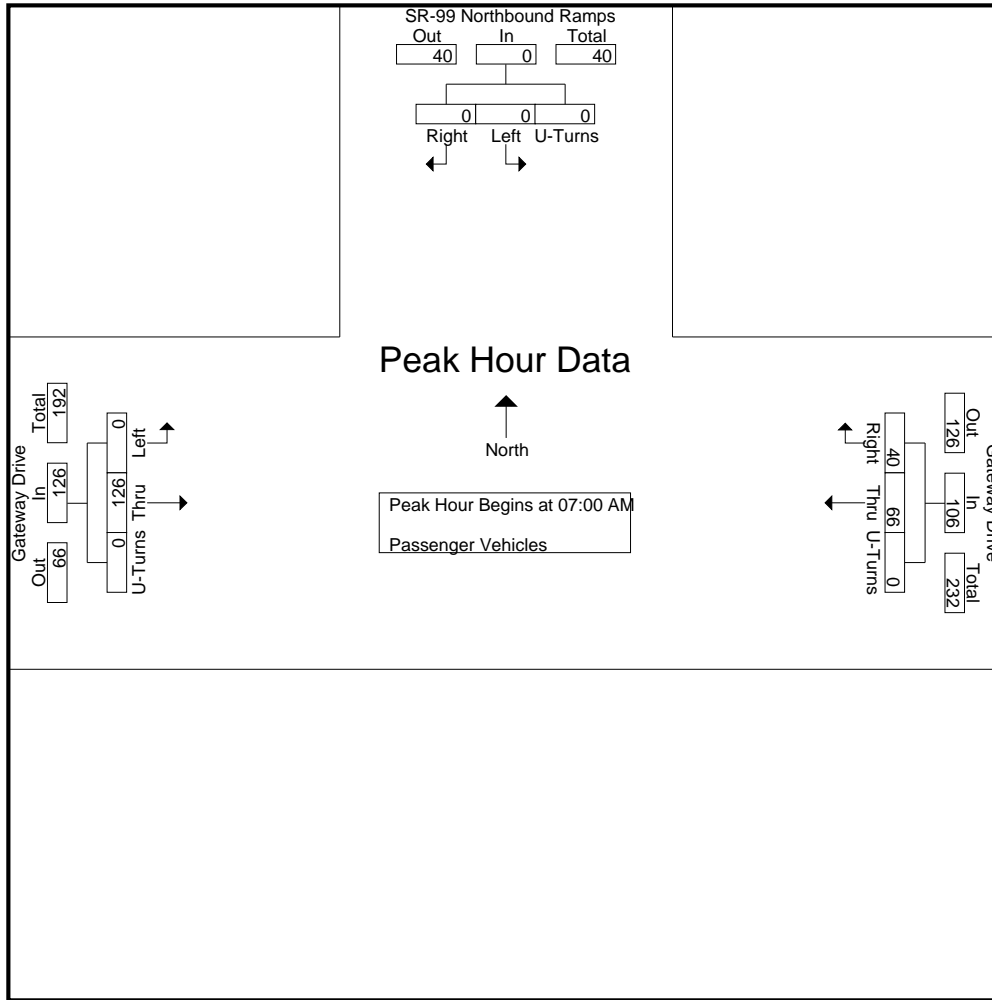 SR-99 Northbound Ramps
Out In Total
40 0 40
0 0 0
Right Left U-Turns
Peak Hour Data
North
Peak Hour Begins at 07:00 AM
Passenger Vehicles
Gateway Drive
Out In Total
66 126 192
0 126 0
U-Turns Thru Left
Gateway Drive
Out In Total
126 106 232
40 66 0
Right Thru U-Turns